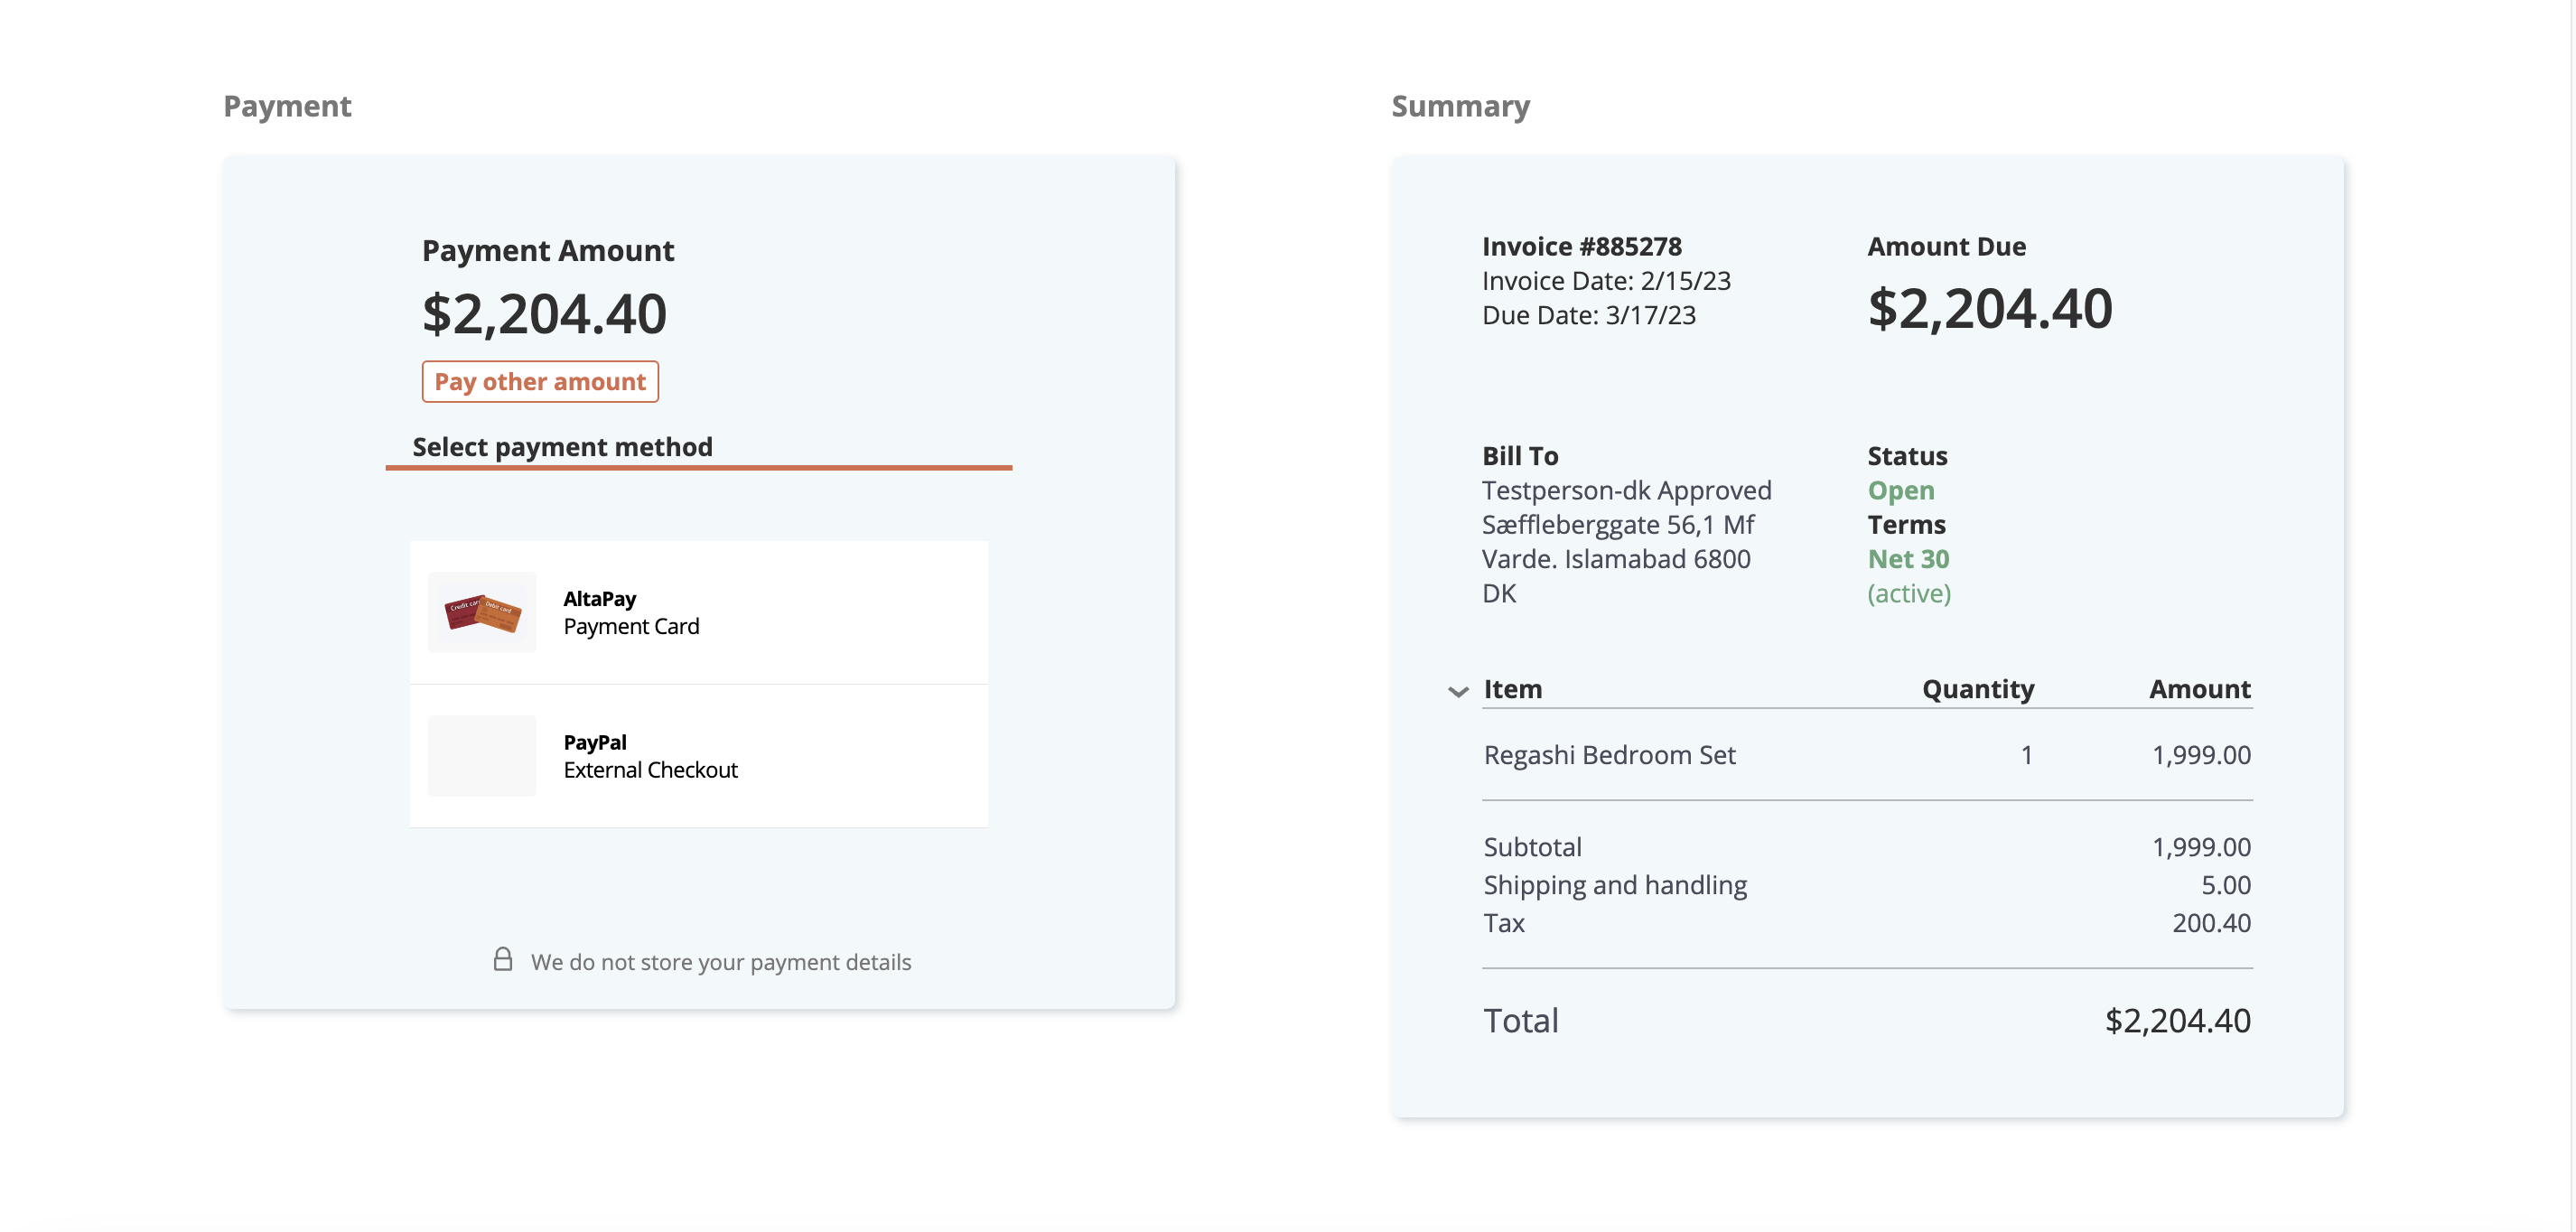 Payment
Payment Amount
$2,204.40
Pay other amount
Select payment method
Credit card
Debit card
AltaPay
Payment Card
PayPal
External Checkout
We do not store your payment details
Summary
Invoice #885278
Invoice Date: 2/15/23
Due Date: 3/17/23
Amount Due
$2,204.40
Bill To
Testperson-dk Approved
Sæffleberggate 56,1 Mf
Varde. Islamabad 6800
DK
Status
Open
Terms
Net 30
(active)
Item Quantity Amount
Regashi Bedroom Set 1 1,999.00
Subtotal 1,999.00
Shipping and handling 5.00
Tax 200.40
Total $2,204.40